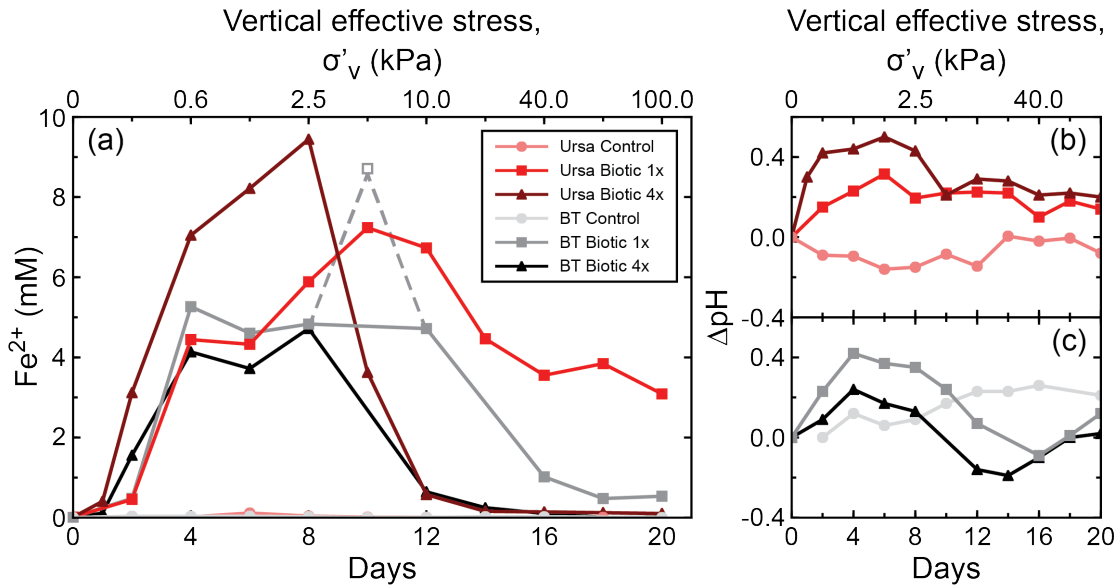 Vertical effective stress,
σ'v (kPa)
0 0.6 2.5 10.0 40.0 100.0
10
8
6
4
2
0
Fe2+ (mM)
(a)
Ursa Control
Ursa Biotic 1x
Ursa Biotic 4x
BT Control
BT Biotic 1x
BT Biotic 4x
0 4 8 12 16 20
Days
Vertical effective stress,
σ'v (kPa)
0 2.5 40.0
(b)
0.4
0.0
-0.4
ΔpH
(c)
0.4
0.0
-0.4
0 4 8 12 16 20
Days